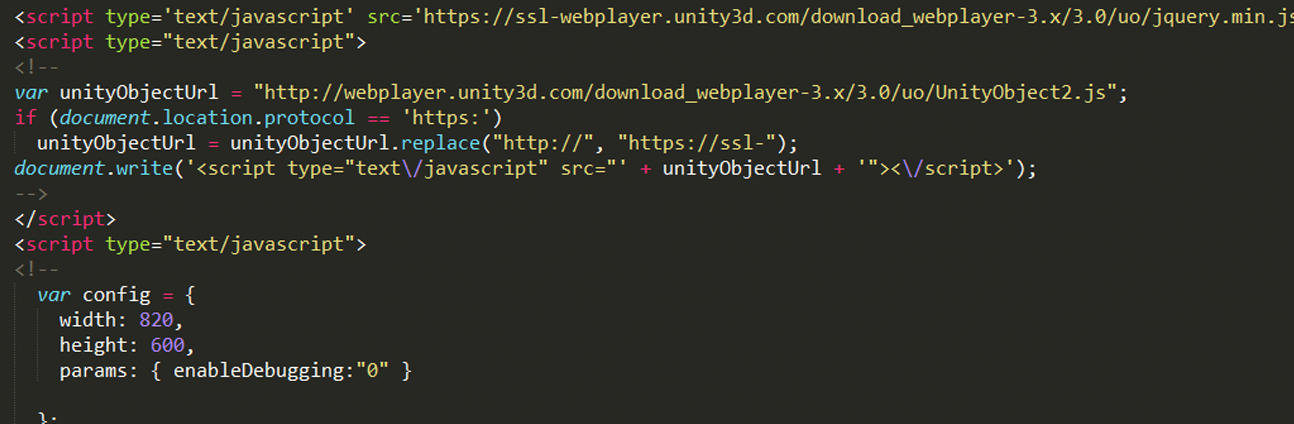 <script type='text/javascript' src='https://ssl-webplayer.unity3d.com/download_webplayer-3.x/3.0/uo/jquery.min.js
<script type="text/javascript">
<!--
var unityObjectUrl = "http://webplayer.unity3d.com/download_webplayer-3.x/3.0/uo/UnityObject2.js";
if (document.location.protocol == 'https:')
unityObjectUrl = unityObjectUrl.replace("http://", "https://ssl-");
document.write('<script type="text\/javascript" src="' + unityObjectUrl + '"><\/script>');
-->
</script>
<script type="text/javascript">
<!--
var config = {
width: 820,
height: 600,
params: { enableDebugging:"0" }
};